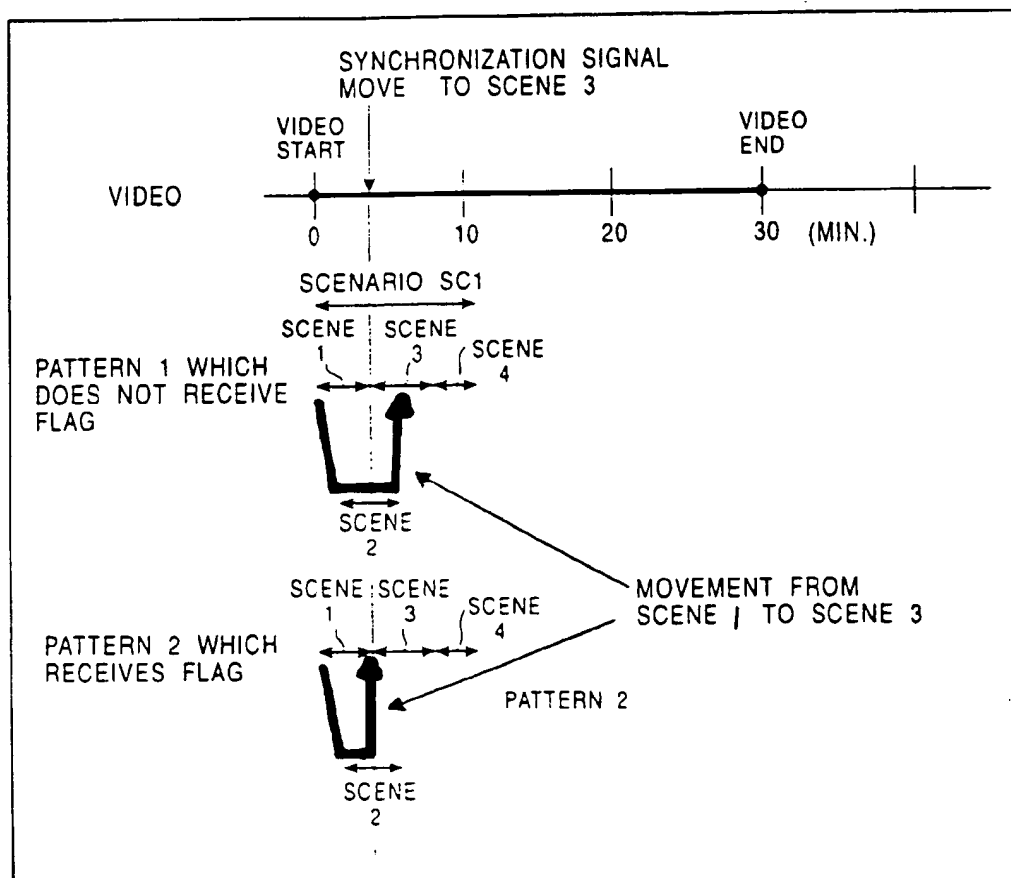 SYNCHRONIZATION SIGNAL
MOVE TO SCENE 3
VIDEO
START
VIDEO
END
VIDEO
0
10
20
30
(MIN.)
SCENARIO SC1
SCENE
1
SCENE
3
SCENE
4
PATTERN 1 WHICH
DOES NOT RECEIVE
FLAG
SCENE
2
SCENE
1
SCENE
3
SCENE
4
MOVEMENT FROM
SCENE 1 TO SCENE 3
PATTERN 2 WHICH
RECEIVES FLAG
PATTERN 2
SCENE
2